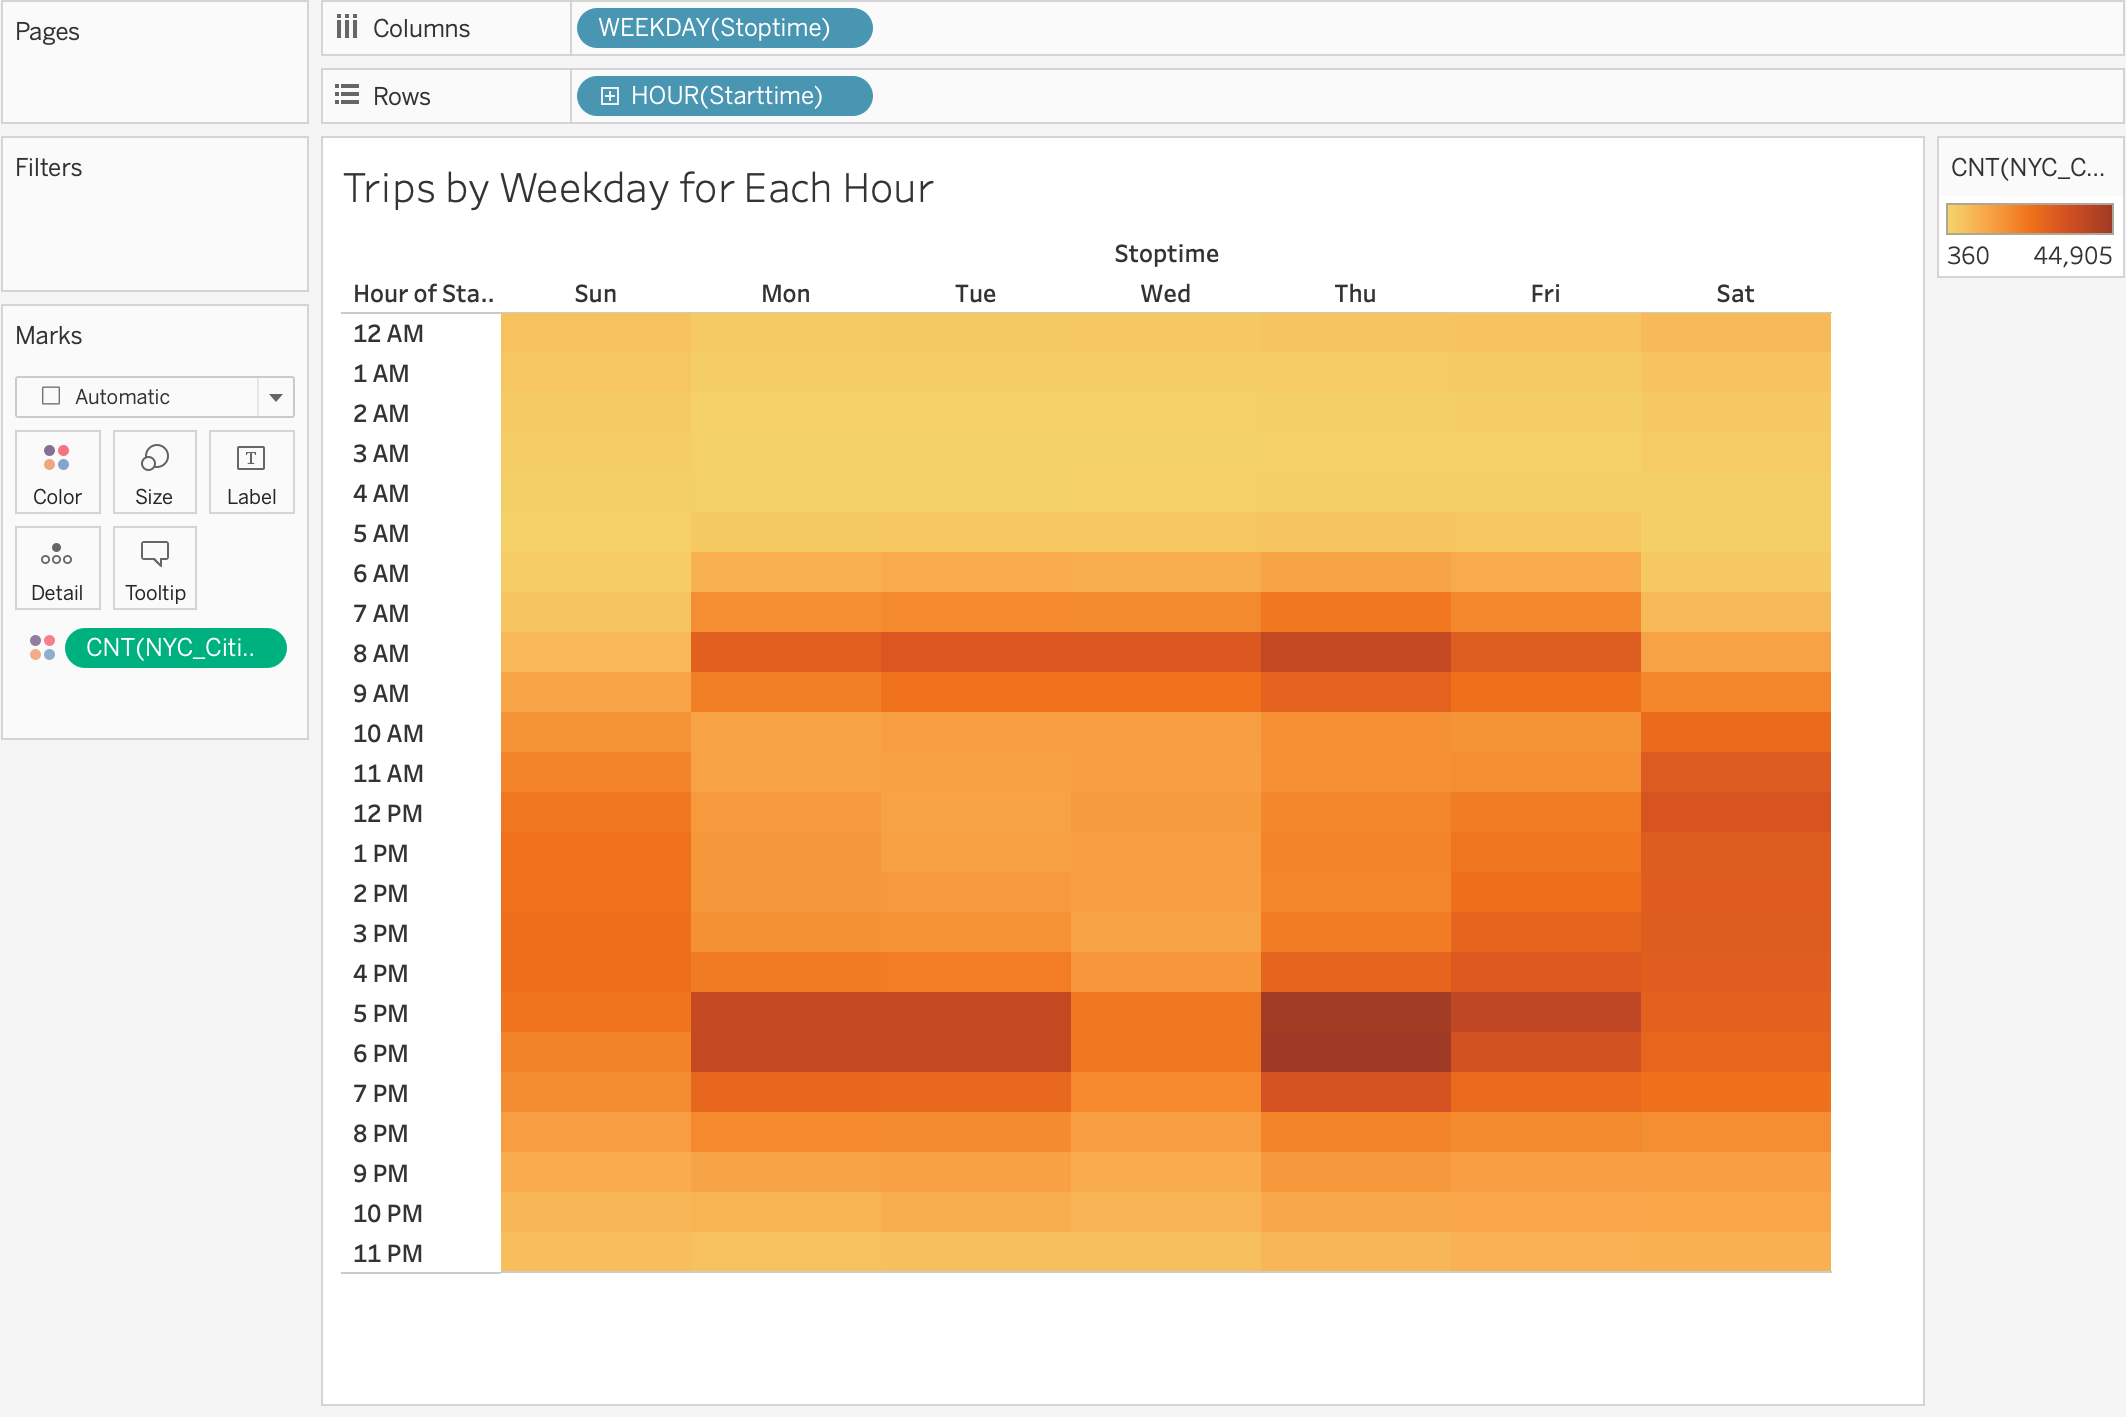 Pages
Columns
WEEKDAY(Stoptime)
Rows
HOUR(Starttime)
Filters
Marks
Automatic
Color
Size
T
Label
Detail
Tooltip
CNT(NYC_Citi..
Trips by Weekday for Each Hour
Stoptime
Hour of Sta.. Sun Mon Tue Wed Thu Fri Sat
12 AM
1 AM
2 AM
3 AM
4 AM
5 AM
6 AM
7 AM
8 AM
9 AM
10 AM
11 AM
12 PM
1 PM
2 PM
3 PM
4 PM
5 PM
6 PM
7 PM
8 PM
9 PM
10 PM
11 PM
CNT(NYC_C...
360 44,905